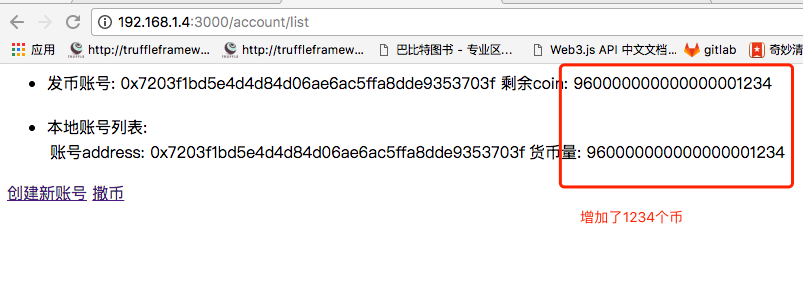 192.168.1.4:3000/account/list
应用 http://truffleframew... http://truffleframew... 巴比特图书 - 专业区... Web3.js API 中文文档... gitlab 奇妙清
发币账号: 0x7203f1bd5e4d4d84d06ae6ac5ffa8dde9353703f 剩余coin: 960000000000000001234
本地账号列表:
账号address: 0x7203f1bd5e4d4d84d06ae6ac5ffa8dde9353703f 货币量: 960000000000000001234
创建新账号 撒币
增加了1234个币